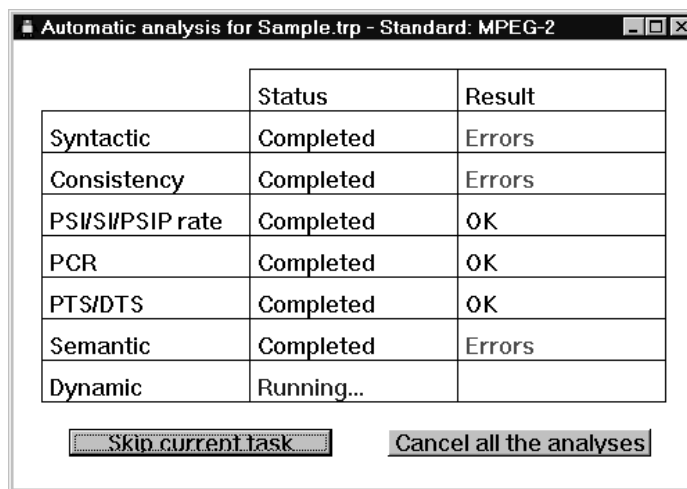 Automatic analysis for Sample.trp - Standard: MPEG-2
Status Result
Syntactic Completed Errors
Consistency Completed Errors
PSI/SI/PSIP rate Completed OK
PCR Completed OK
PTS/DTS Completed OK
Semantic Completed Errors
Dynamic Running...
Skip current task Cancel all the analyses